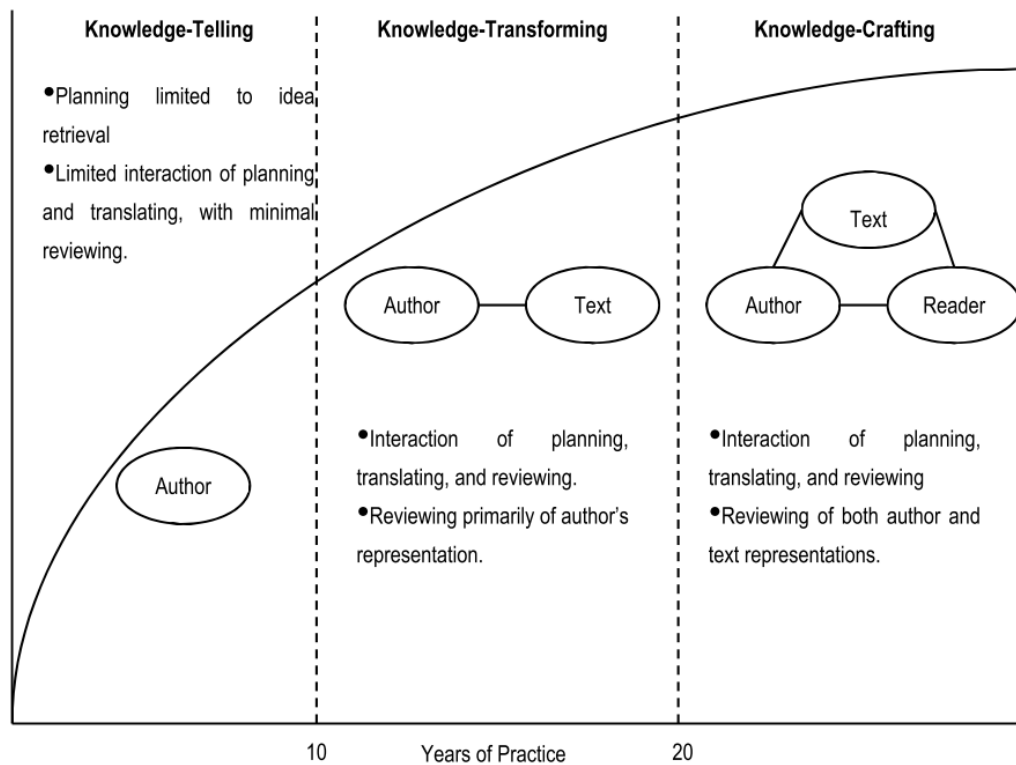 Knowledge-Telling
•Planning limited to idea
retrieval
•Limited interaction of planning
and translating, with minimal
reviewing.
Author
Knowledge-Transforming
Author
Text
•Interaction of planning,
translating, and reviewing.
•Reviewing primarily of author’s
representation.
Knowledge-Crafting
Text
Author
Reader
•Interaction of planning,
translating, and reviewing
•Reviewing of both author and
text representations.
10
Years of Practice
20